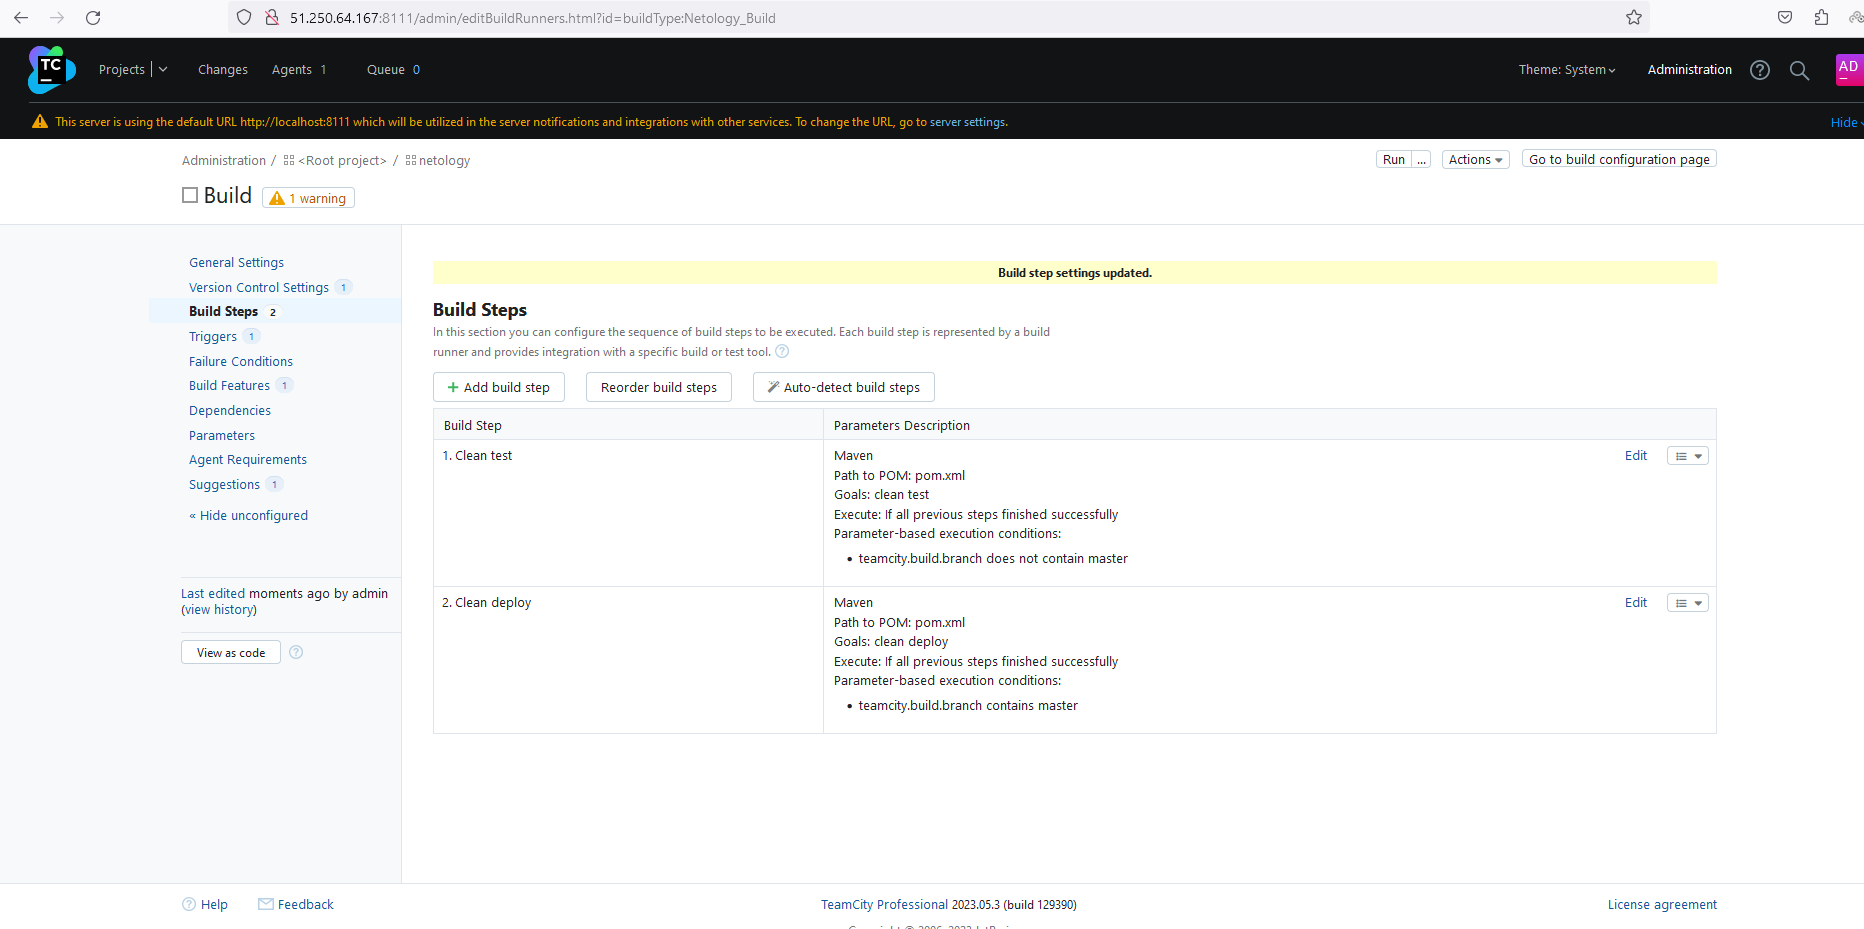 51.250.64.167:8111/admin/editBuildRunners.html?id=buildType:Netology_Build
TC
Projects
Changes
Agents 1
Queue 0
Theme: System
Administration
AD
This server is using the default URL http://localhost:8111 which will be utilized in the server notifications and integrations with other services. To change the URL, go to server settings.
Hide
Administration / <Root project> / netology
Run ...
Actions
Go to build configuration page
Build
1 warning
General Settings
Version Control Settings 1
Build Steps 2
Triggers 1
Failure Conditions
Build Features 1
Dependencies
Parameters
Agent Requirements
Suggestions 1
« Hide unconfigured
Last edited moments ago by admin
(view history)
View as code ?
Build step settings updated.
Build Steps
In this section you can configure the sequence of build steps to be executed. Each build step is represented by a build
runner and provides integration with a specific build or test tool. ?
+ Add build step
Reorder build steps
Auto-detect build steps
Build Step
Parameters Description
1. Clean test
Maven
Edit
Path to POM: pom.xml
Goals: clean test
Execute: If all previous steps finished successfully
Parameter-based execution conditions:
• teamcity.build.branch does not contain master
2. Clean deploy
Maven
Edit
Path to POM: pom.xml
Goals: clean deploy
Execute: If all previous steps finished successfully
Parameter-based execution conditions:
• teamcity.build.branch contains master
? Help
Feedback
TeamCity Professional 2023.05.3 (build 129390)
License agreement